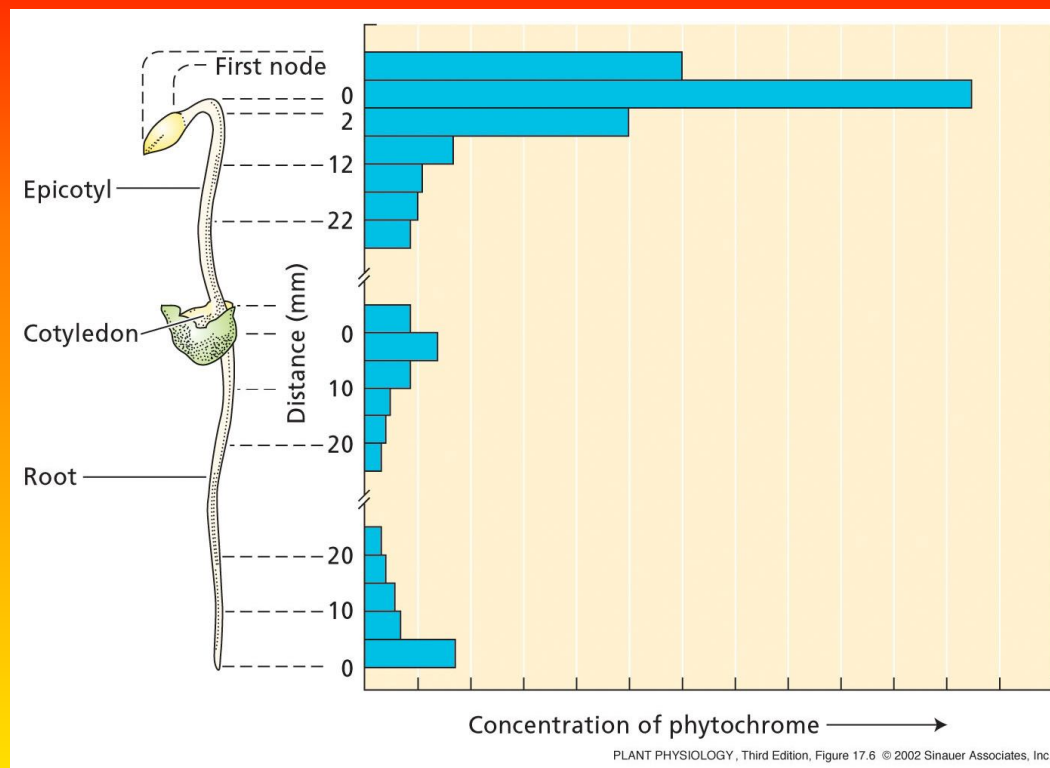 First node
0
2
12
Epicotyl
22
Distance (mm)
Cotyledon
0
10
20
Root
20
10
0
Concentration of phytochrome
PLANT PHYSIOLOGY, Third Edition, Figure 17.6 © 2002 Sinauer Associates, Inc